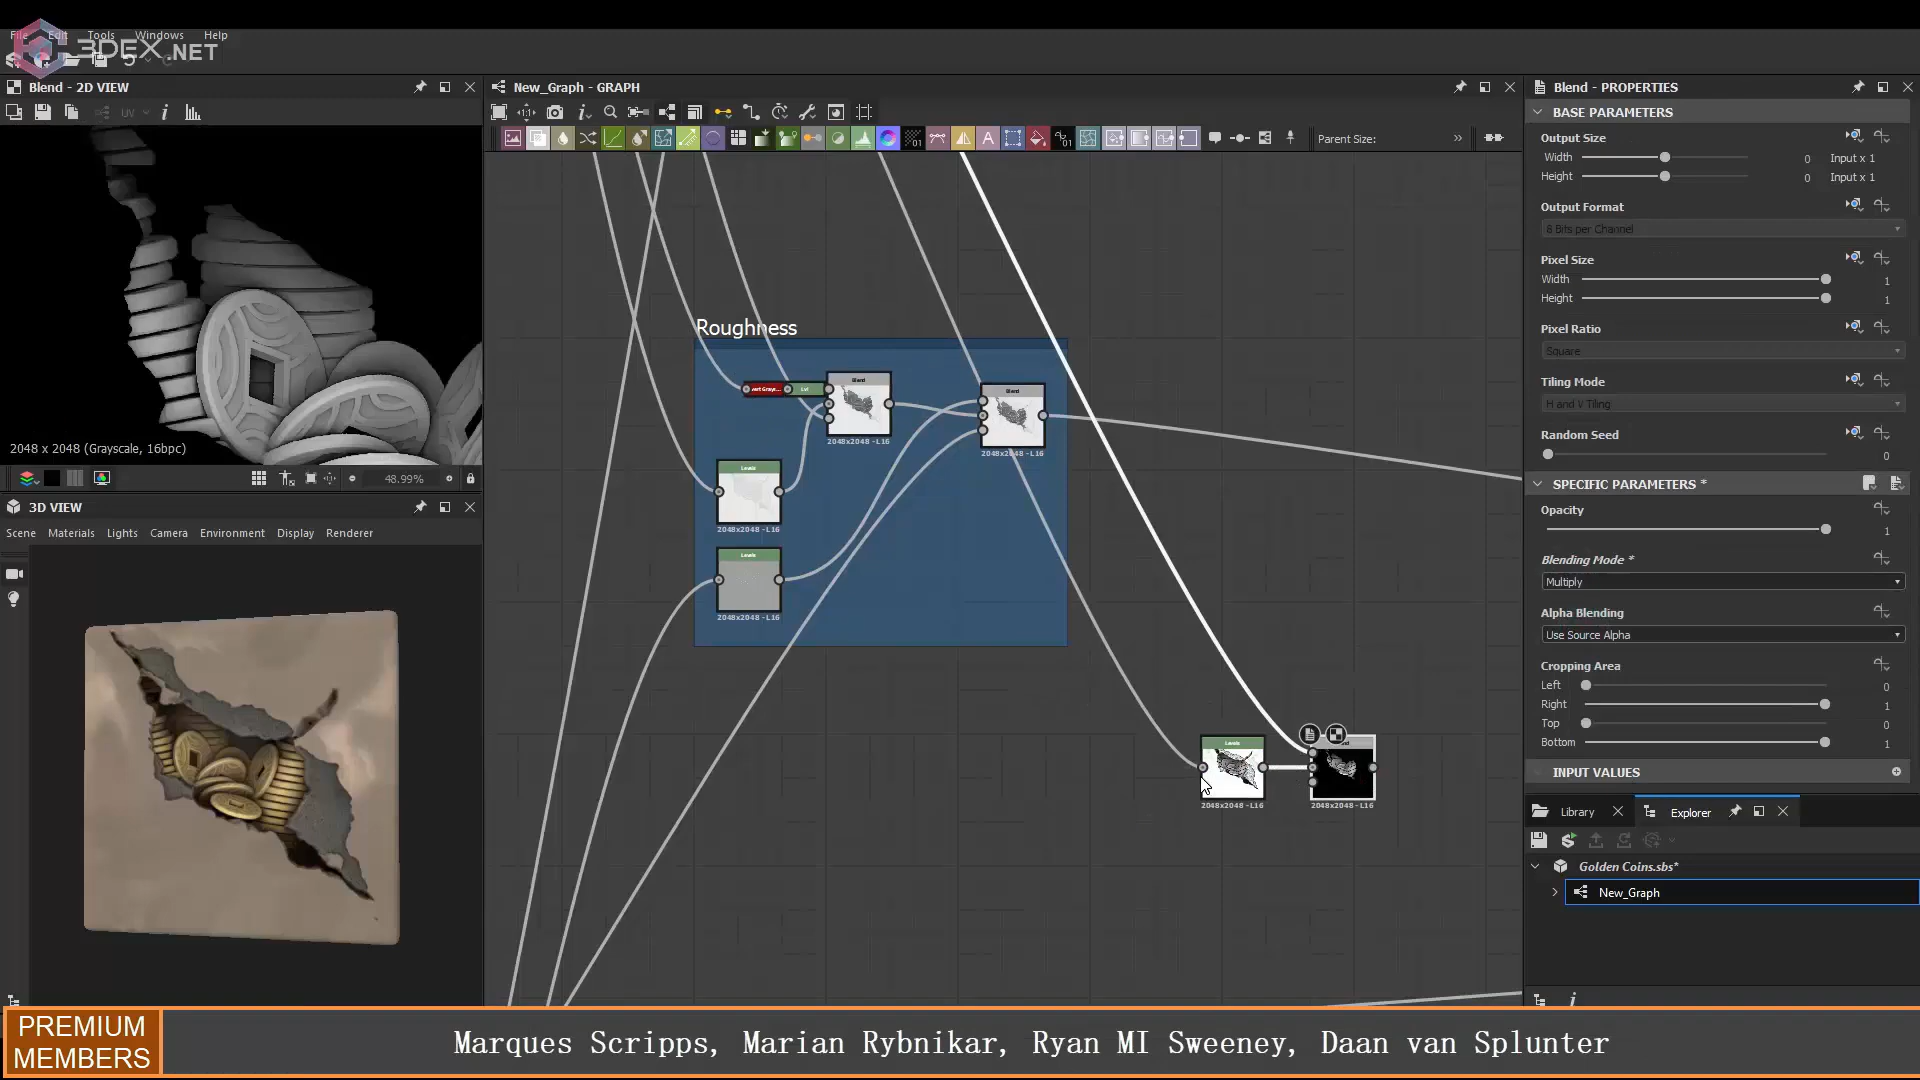 File Edit Tools Windows Help
3DEX.NET
Blend - 2D VIEW
UV
2048 x 2048 (Grayscale, 16bpc)
48.99%
3D VIEW
Scene Materials Lights Camera Environment Display Renderer
New_Graph - GRAPH
Parent Size:
Roughness
Blend
2048x2048 -L16
Blend
2048x2048 -L16
Levels
2048x2048 -L16
Levels
2048x2048 -L16
Levels
2048x2048 -L16
2048x2048 -L16
Blend - PROPERTIES
BASE PARAMETERS
Output Size
Width 0 Input x 1
Height 0 Input x 1
Output Format
8 Bits per Channel
Pixel Size
Width 1
Height 1
Pixel Ratio
Square
Tiling Mode
H and V Tiling
Random Seed
0
SPECIFIC PARAMETERS *
Opacity
1
Blending Mode *
Multiply
Alpha Blending
Use Source Alpha
Cropping Area
Left 0
Right 1
Top 0
Bottom 1
INPUT VALUES
Library Explorer
Golden Coins.sbs*
New_Graph
PREMIUM
MEMBERS
Marques Scripps, Marian Rybnikar, Ryan MI Sweeney, Daan van Splunter